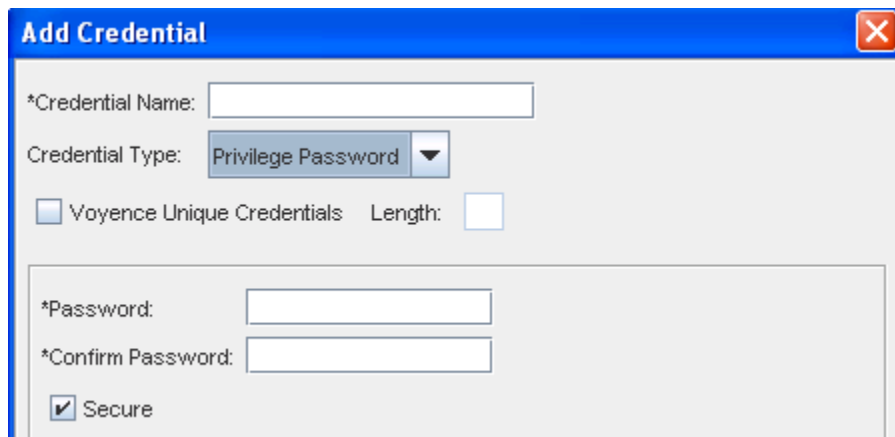 Add Credential
*Credential Name:
Credential Type: Privilege Password
Voyence Unique Credentials Length:
*Password:
*Confirm Password:
Secure